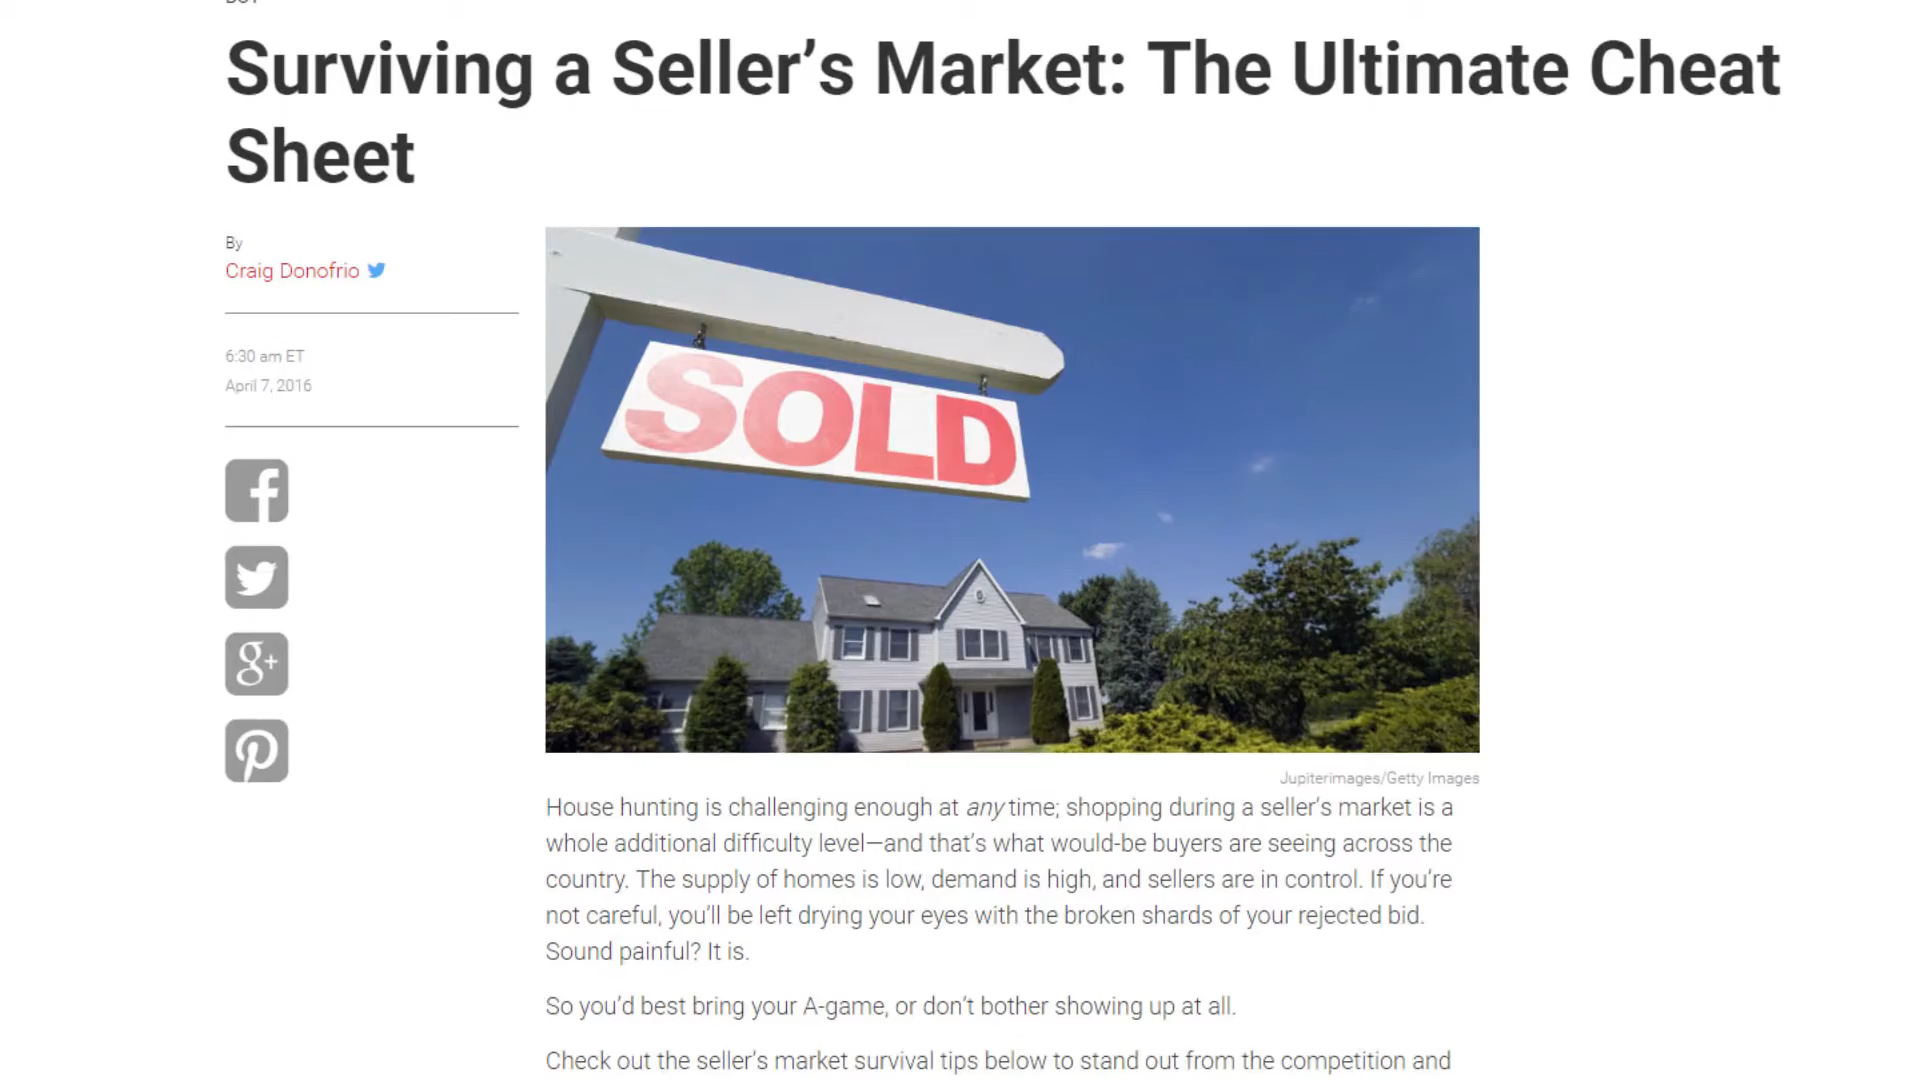 Surviving a Seller’s Market: The Ultimate Cheat
Sheet
By
Craig Donofrio
6:30 am ET
April 7, 2016
SOLD
Jupiterimages/Getty Images
House hunting is challenging enough at any time; shopping during a seller’s market is a
whole additional difficulty level—and that’s what would-be buyers are seeing across the
country. The supply of homes is low, demand is high, and sellers are in control. If you’re
not careful, you’ll be left drying your eyes with the broken shards of your rejected bid.
Sound painful? It is.
So you’d best bring your A-game, or don’t bother showing up at all.
Check out the seller’s market survival tips below to stand out from the competition and